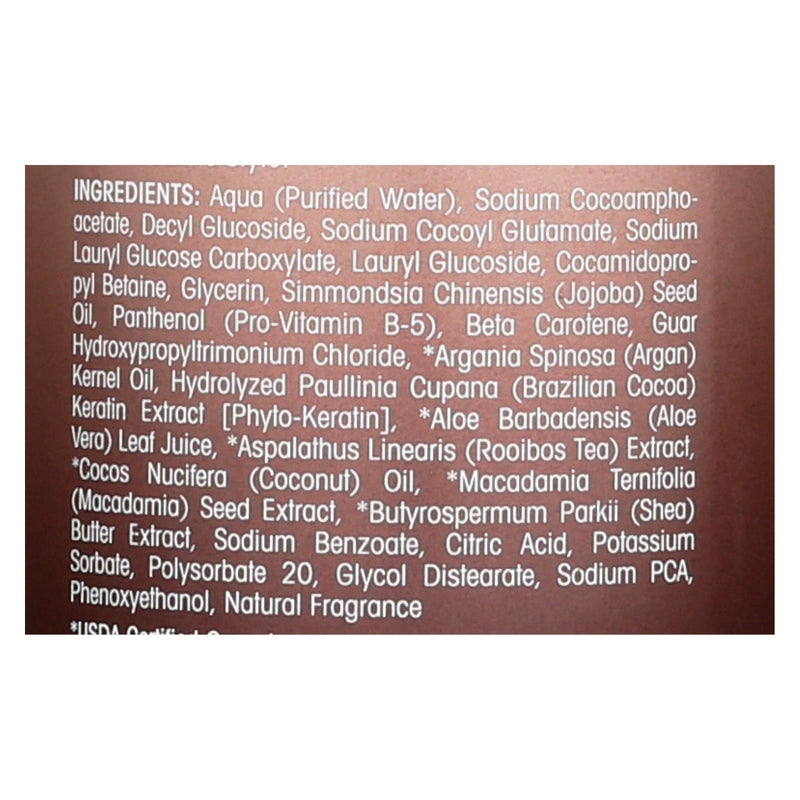 INGREDIENTS: Aqua (Purified Water), Sodium Cocoampho-
acetate, Decyl Glucoside, Sodium Cocoyl Glutamate, Sodium
Lauryl Glucose Carboxylate, Lauryl Glucoside, Cocamidopro-
pyl Betaine, Glycerin, Simmondsia Chinensis (Jojoba) Seed
Oil, Panthenol (Pro-Vitamin B-5), Beta Carotene, Guar
Hydroxypropyltrimonium Chloride, *Argania Spinosa (Argan)
Kernel Oil, Hydrolyzed Paullinia Cupana (Brazilian Cocoa)
Keratin Extract [Phyto-Keratin], *Aloe Barbadensis (Aloe
Vera) Leaf Juice, *Aspalathus Linearis (Rooibos Tea) Extract,
*Cocos Nucifera (Coconut) Oil, *Macadamia Ternifolia
(Macadamia) Seed Extract, *Butyrospermum Parkii (Shea)
Butter Extract, Sodium Benzoate, Citric Acid, Potassium
Sorbate, Polysorbate 20, Glycol Distearate, Sodium PCA,
Phenoxyethanol, Natural Fragrance
*USDA Certified